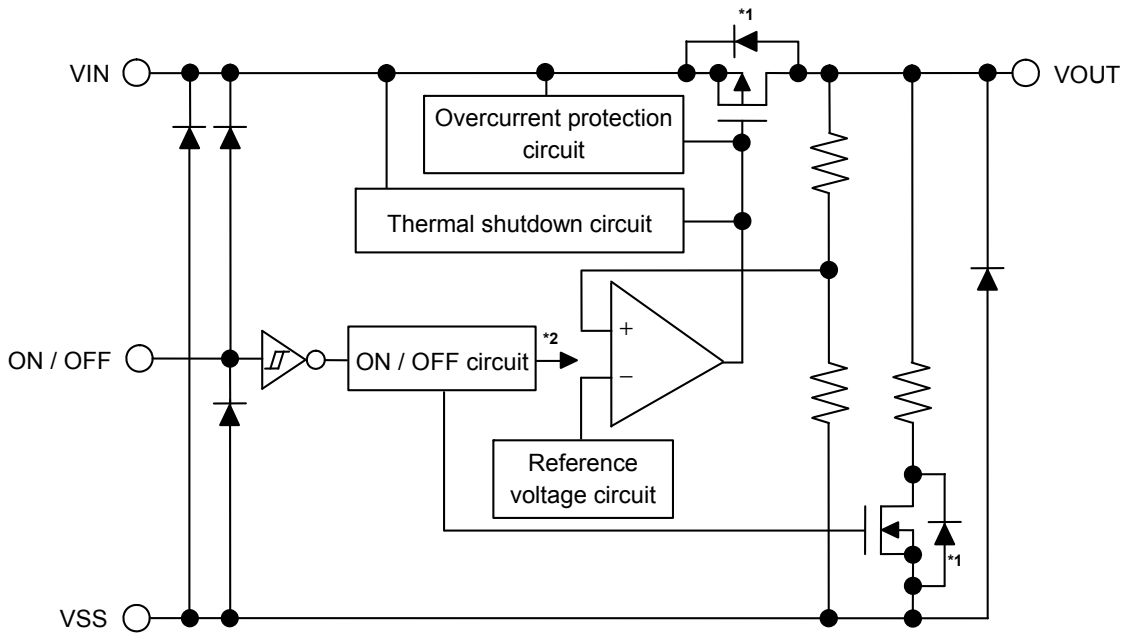 *1
VIN
VOUT
Overcurrent protection
circuit
Thermal shutdown circuit
+
*2
ON / OFF
ON / OFF circuit
−
Reference
voltage circuit
*1
VSS